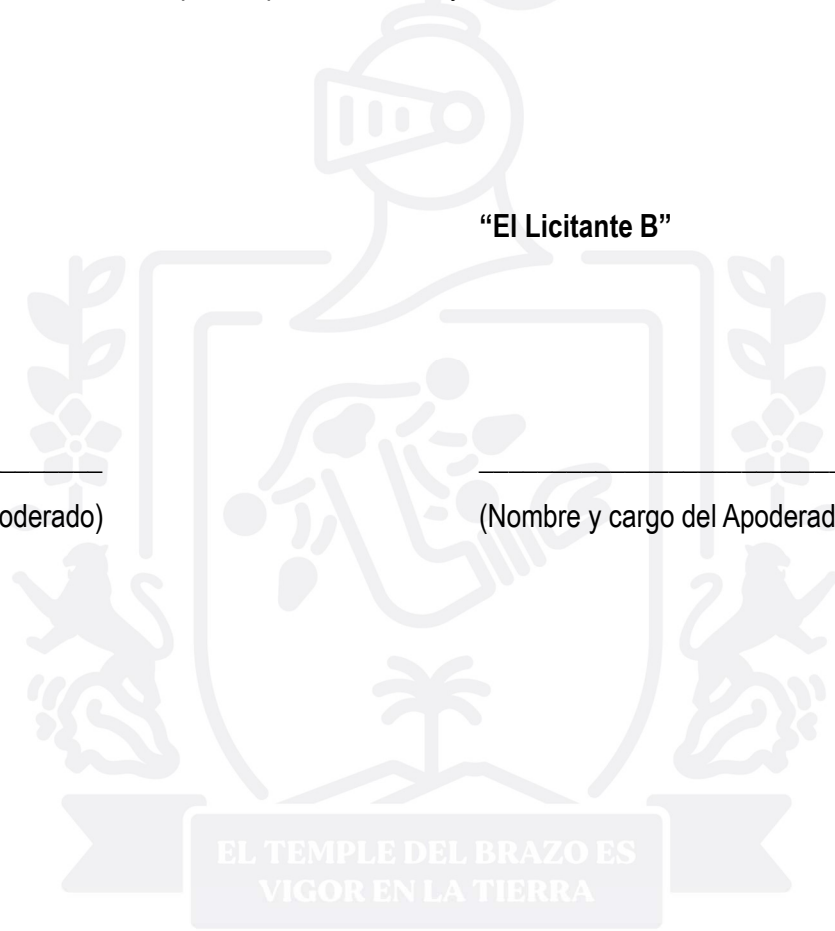 “El Licitante B”
oderado)
(Nombre y cargo del Apoderad
EL TEMPLE DEL BRAZO ES
VIGOR EN LA TIERRA